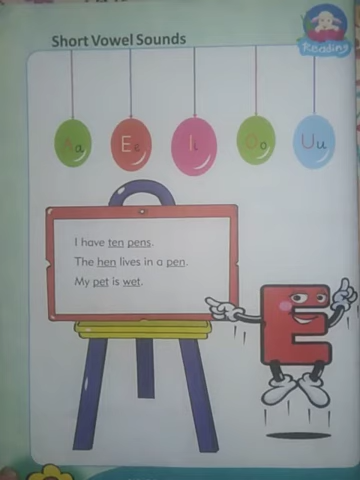 Short Vowel Sounds
Reading
Aa
Ee
Ii
Oo
Uu
I have ten pens.
The hen lives in a pen.
My pet is wet.
E